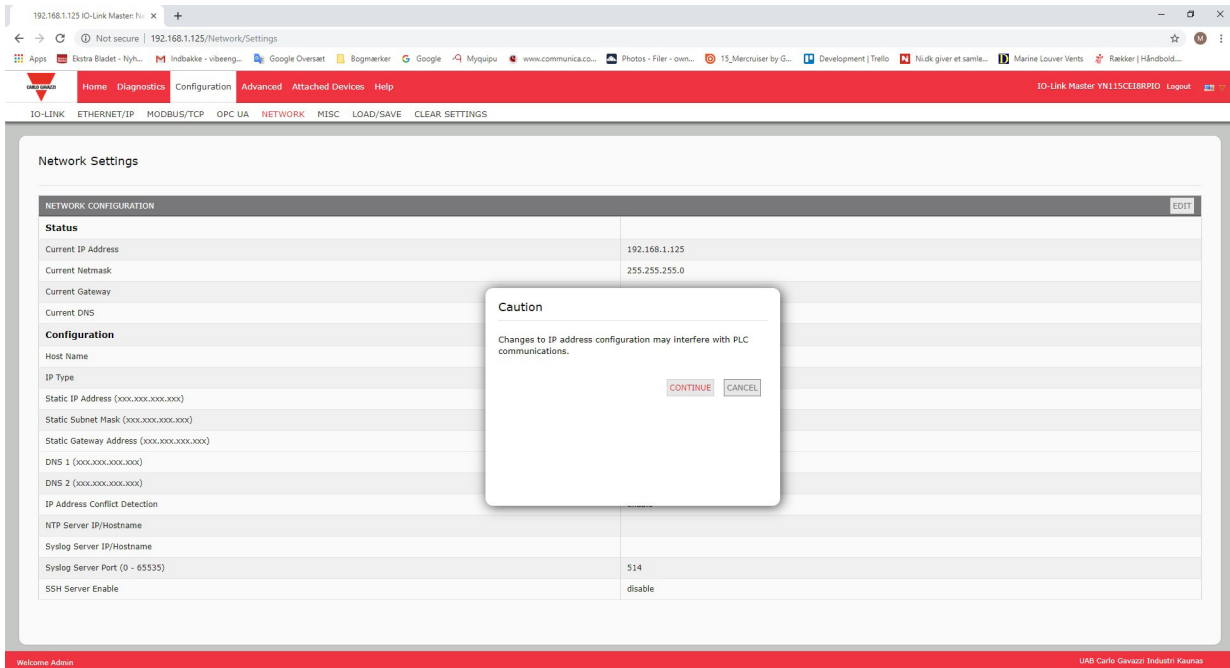 192.168.1.125 IO-Link Master: N
192.168.1.125/Network/Settings
Not secure
Apps Ekstra Bladet - Nyh... Indbakke - vibeeng... Google Oversæt Bogmærker Google Myquipu www.communica.co... Photos - Filer - own... 15_Mercruiser by G... Development | Trello Ni.dk giver et samle... Marine Louver Vents Rækker | Håndbold....
CARLO GAVAZZI Home Diagnostics Configuration Advanced Attached Devices Help IO-Link Master YN115CEI8RPIO Logout
IO-LINK ETHERNET/IP MODBUS/TCP OPC UA NETWORK MISC LOAD/SAVE CLEAR SETTINGS
Network Settings
NETWORK CONFIGURATION EDIT
Status
Current IP Address 192.168.1.125
Current Netmask 255.255.255.0
Current Gateway
Current DNS
Configuration
Host Name
IP Type
Static IP Address (xxx.xxx.xxx.xxx)
Static Subnet Mask (xxx.xxx.xxx.xxx)
Static Gateway Address (xxx.xxx.xxx.xxx)
DNS 1 (xxx.xxx.xxx.xxx)
DNS 2 (xxx.xxx.xxx.xxx)
IP Address Conflict Detection
NTP Server IP/Hostname
Syslog Server IP/Hostname
Syslog Server Port (0 - 65535) 514
SSH Server Enable disable
Caution
Changes to IP address configuration may interfere with PLC
communications.
CONTINUE CANCEL
Welcome Admin UAB Carlo Gavazzi Industri Kaunas